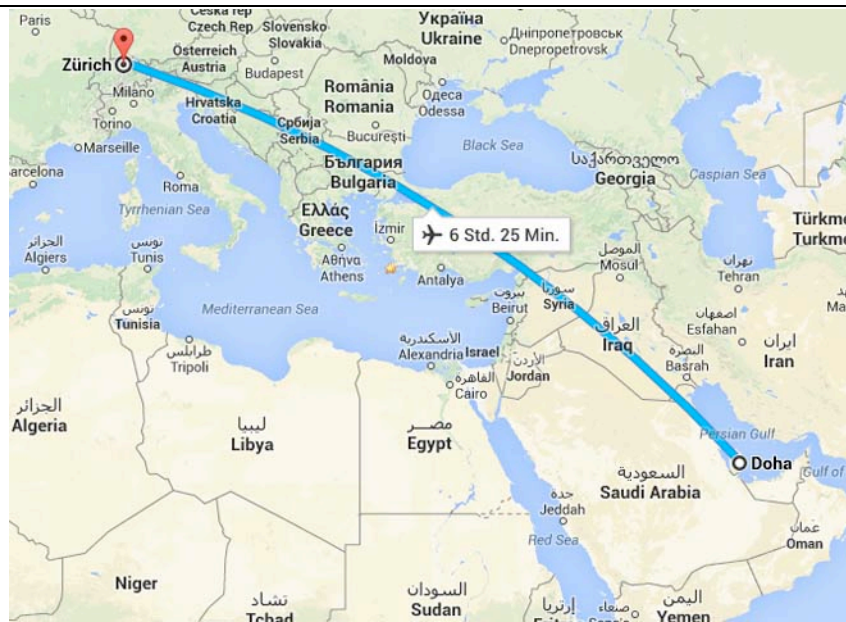 Paris
Česká rep
Czech Rep
Slovensko
Slovakia
Україна
Ukraine
Дніпропетровськ
Dnipropetrovsk
Zürich
Österreich
Austria
Budapest
Moldova
Milano
Torino
Hrvatska
Croatia
România
Romania
Одеса
Odessa
Marseille
Србија
Serbia
București
Black Sea
საქართველო
Georgia
Caspian Sea
arcelona
Roma
България
Bulgaria
Tyrrhenian Sea
Ελλάς
Greece
İzmir
6 Std. 25 Min.
Türkme
Turkme
الجزائر
Algiers
تونس
Tunis
Αθήνα
Athens
Antalya
الموصل
Mosul
تهران
Tehran
Mediterranean Sea
بيروت
Beirut
سوريا
Syria
اصفهان
Esfahan
Ma
تونس
Tunisia
طرابلس
Tripoli
الأسكندرية
Alexandria
Israel
الأردن
Jordan
العراق
Iraq
البصرة
Basrah
ایران
Iran
القاهرة
Cairo
الجزائر
Algeria
ليبيا
Libya
مصر
Egypt
Persian Gulf
Doha
Gulf of
السعودية
Saudi Arabia
جدة
Jeddah
Red Sea
عمان
Oman
Niger
تشاد
Tchad
السودان
Sudan
إرتريا
صنعاء
اليمن
Yemen